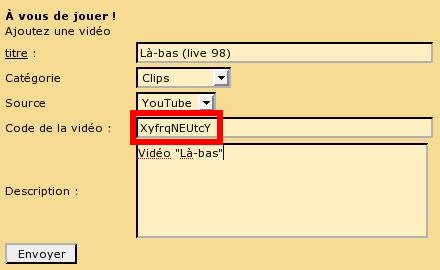 À vous de jouer !
Ajoutez une vidéo
titre : Là-bas (live 98)
Catégorie Clips
Source YouTube
Code de la vidéo : XyfrqNEUtcY
Description : Vidéo "Là-bas"
Envoyer